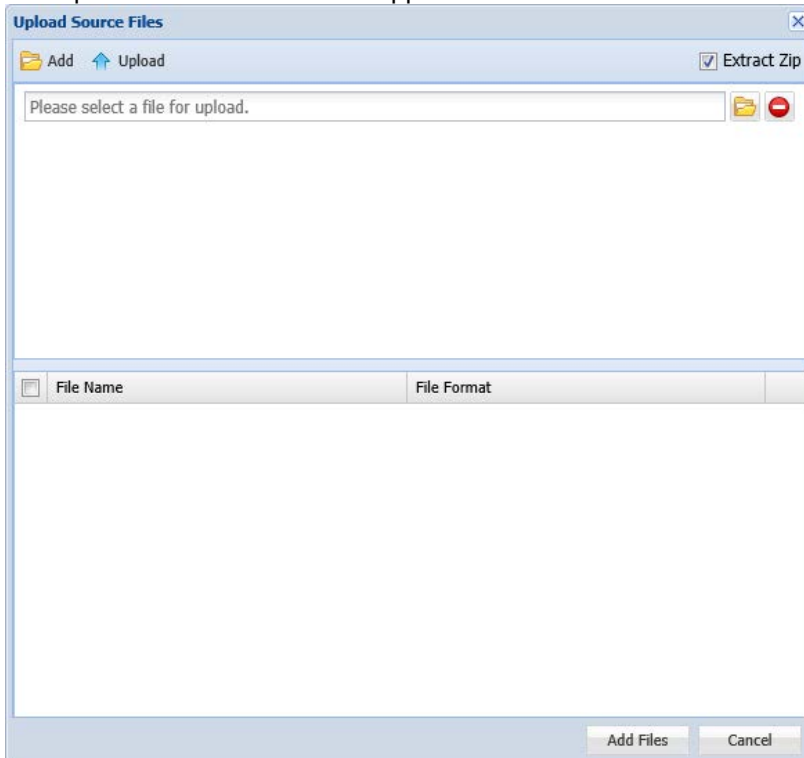 Upload Source Files
Add Upload Extract Zip
Please select a file for upload.
File Name File Format
Add Files Cancel